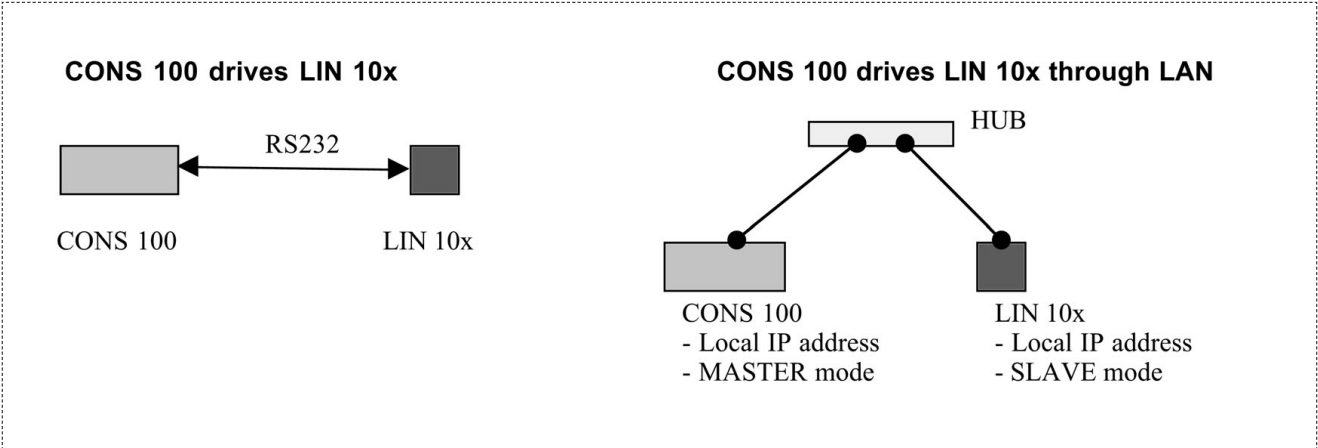 CONS 100 drives LIN 10x
RS232
CONS 100
LIN 10x
CONS 100 drives LIN 10x through LAN
HUB
CONS 100
- Local IP address
- MASTER mode
LIN 10x
- Local IP address
- SLAVE mode